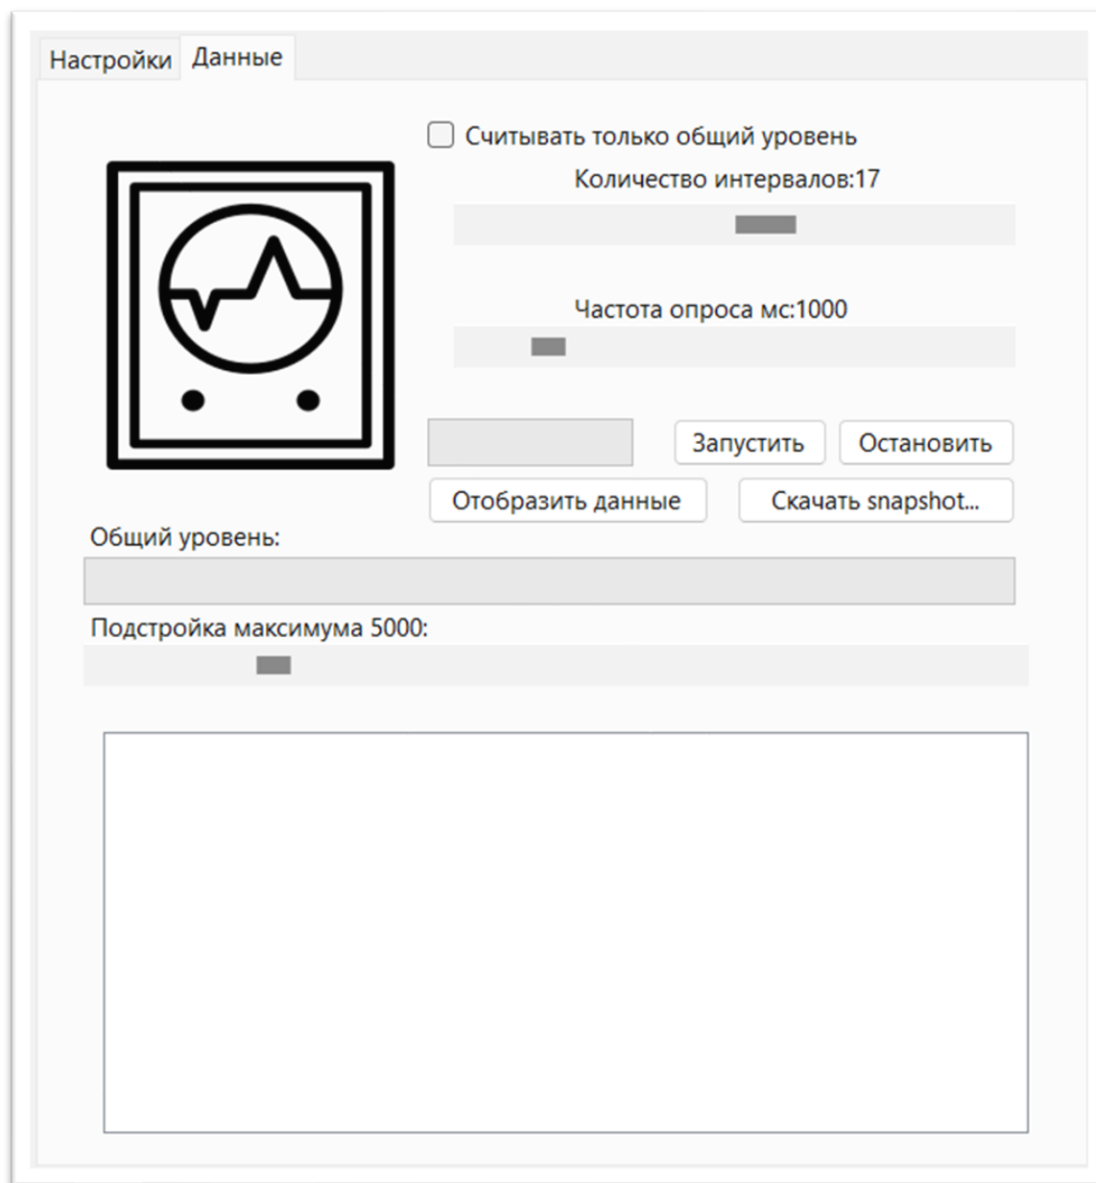 Настройки Данные
Считывать только общий уровень
Количество интервалов:17
Частота опроса мс:1000
Запустить Остановить
Отобразить данные Скачать snapshot...
Общий уровень:
Подстройка максимума 5000: